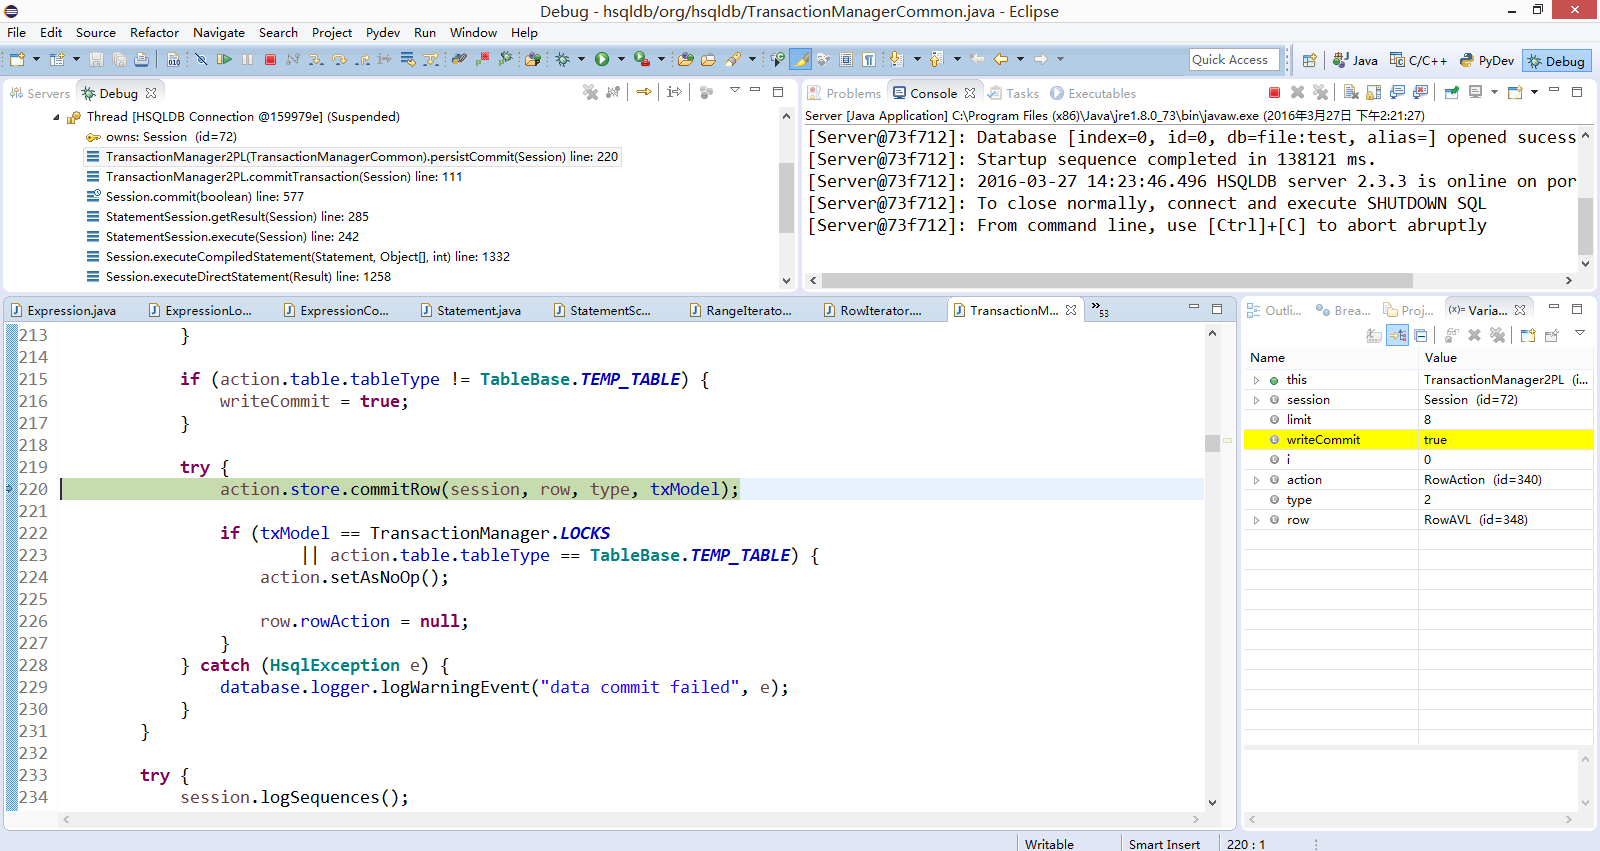 Debug - hsqldb/org/hsqldb/TransactionManagerCommon.java - Eclipse
File Edit Source Refactor Navigate Search Project Pydev Run Window Help
Quick Access Java C/C++ PyDev Debug
Servers Debug
Thread [HSQLDB Connection @159979e] (Suspended)
owns: Session (id=72)
TransactionManager2PL(TransactionManagerCommon).persistCommit(Session) line: 220
TransactionManager2PL.commitTransaction(Session) line: 111
Session.commit(boolean) line: 577
StatementSession.getResult(Session) line: 285
StatementSession.execute(Session) line: 242
Session.executeCompiledStatement(Statement, Object[], int) line: 1332
Session.executeDirectStatement(Result) line: 1258
Problems Console Tasks Executables
Server [Java Application] C:\Program Files (x86)\Java\jre1.8.0_73\bin\javaw.exe (2016年3月27日 下午2:21:27)
[Server@73f712]: Database [index=0, id=0, db=file:test, alias=] opened sucess
[Server@73f712]: Startup sequence completed in 138121 ms.
[Server@73f712]: 2016-03-27 14:23:46.496 HSQLDB server 2.3.3 is online on por
[Server@73f712]: To close normally, connect and execute SHUTDOWN SQL
[Server@73f712]: From command line, use [Ctrl]+[C] to abort abruptly
Expression.java ExpressionLo... ExpressionCo... Statement.java StatementSc... RangeIterato... RowIterator.... TransactionM... »53
213 }
214
215 if (action.table.tableType != TableBase.TEMP_TABLE) {
216 writeCommit = true;
217 }
218
219 try {
220 action.store.commitRow(session, row, type, txModel);
221
222 if (txModel == TransactionManager.LOCKS
223 || action.table.tableType == TableBase.TEMP_TABLE) {
224 action.setAsNoOp();
225
226 row.rowAction = null;
227 }
228 } catch (HsqlException e) {
229 database.logger.logWarningEvent("data commit failed", e);
230 }
231 }
232
233 try {
234 session.logSequences();
Outli... Brea... Proj... (x)= Varia...
Name Value
this TransactionManager2PL (i...
session Session (id=72)
limit 8
writeCommit true
i 0
action RowAction (id=340)
type 2
row RowAVL (id=348)
Writable Smart Insert 220 : 1